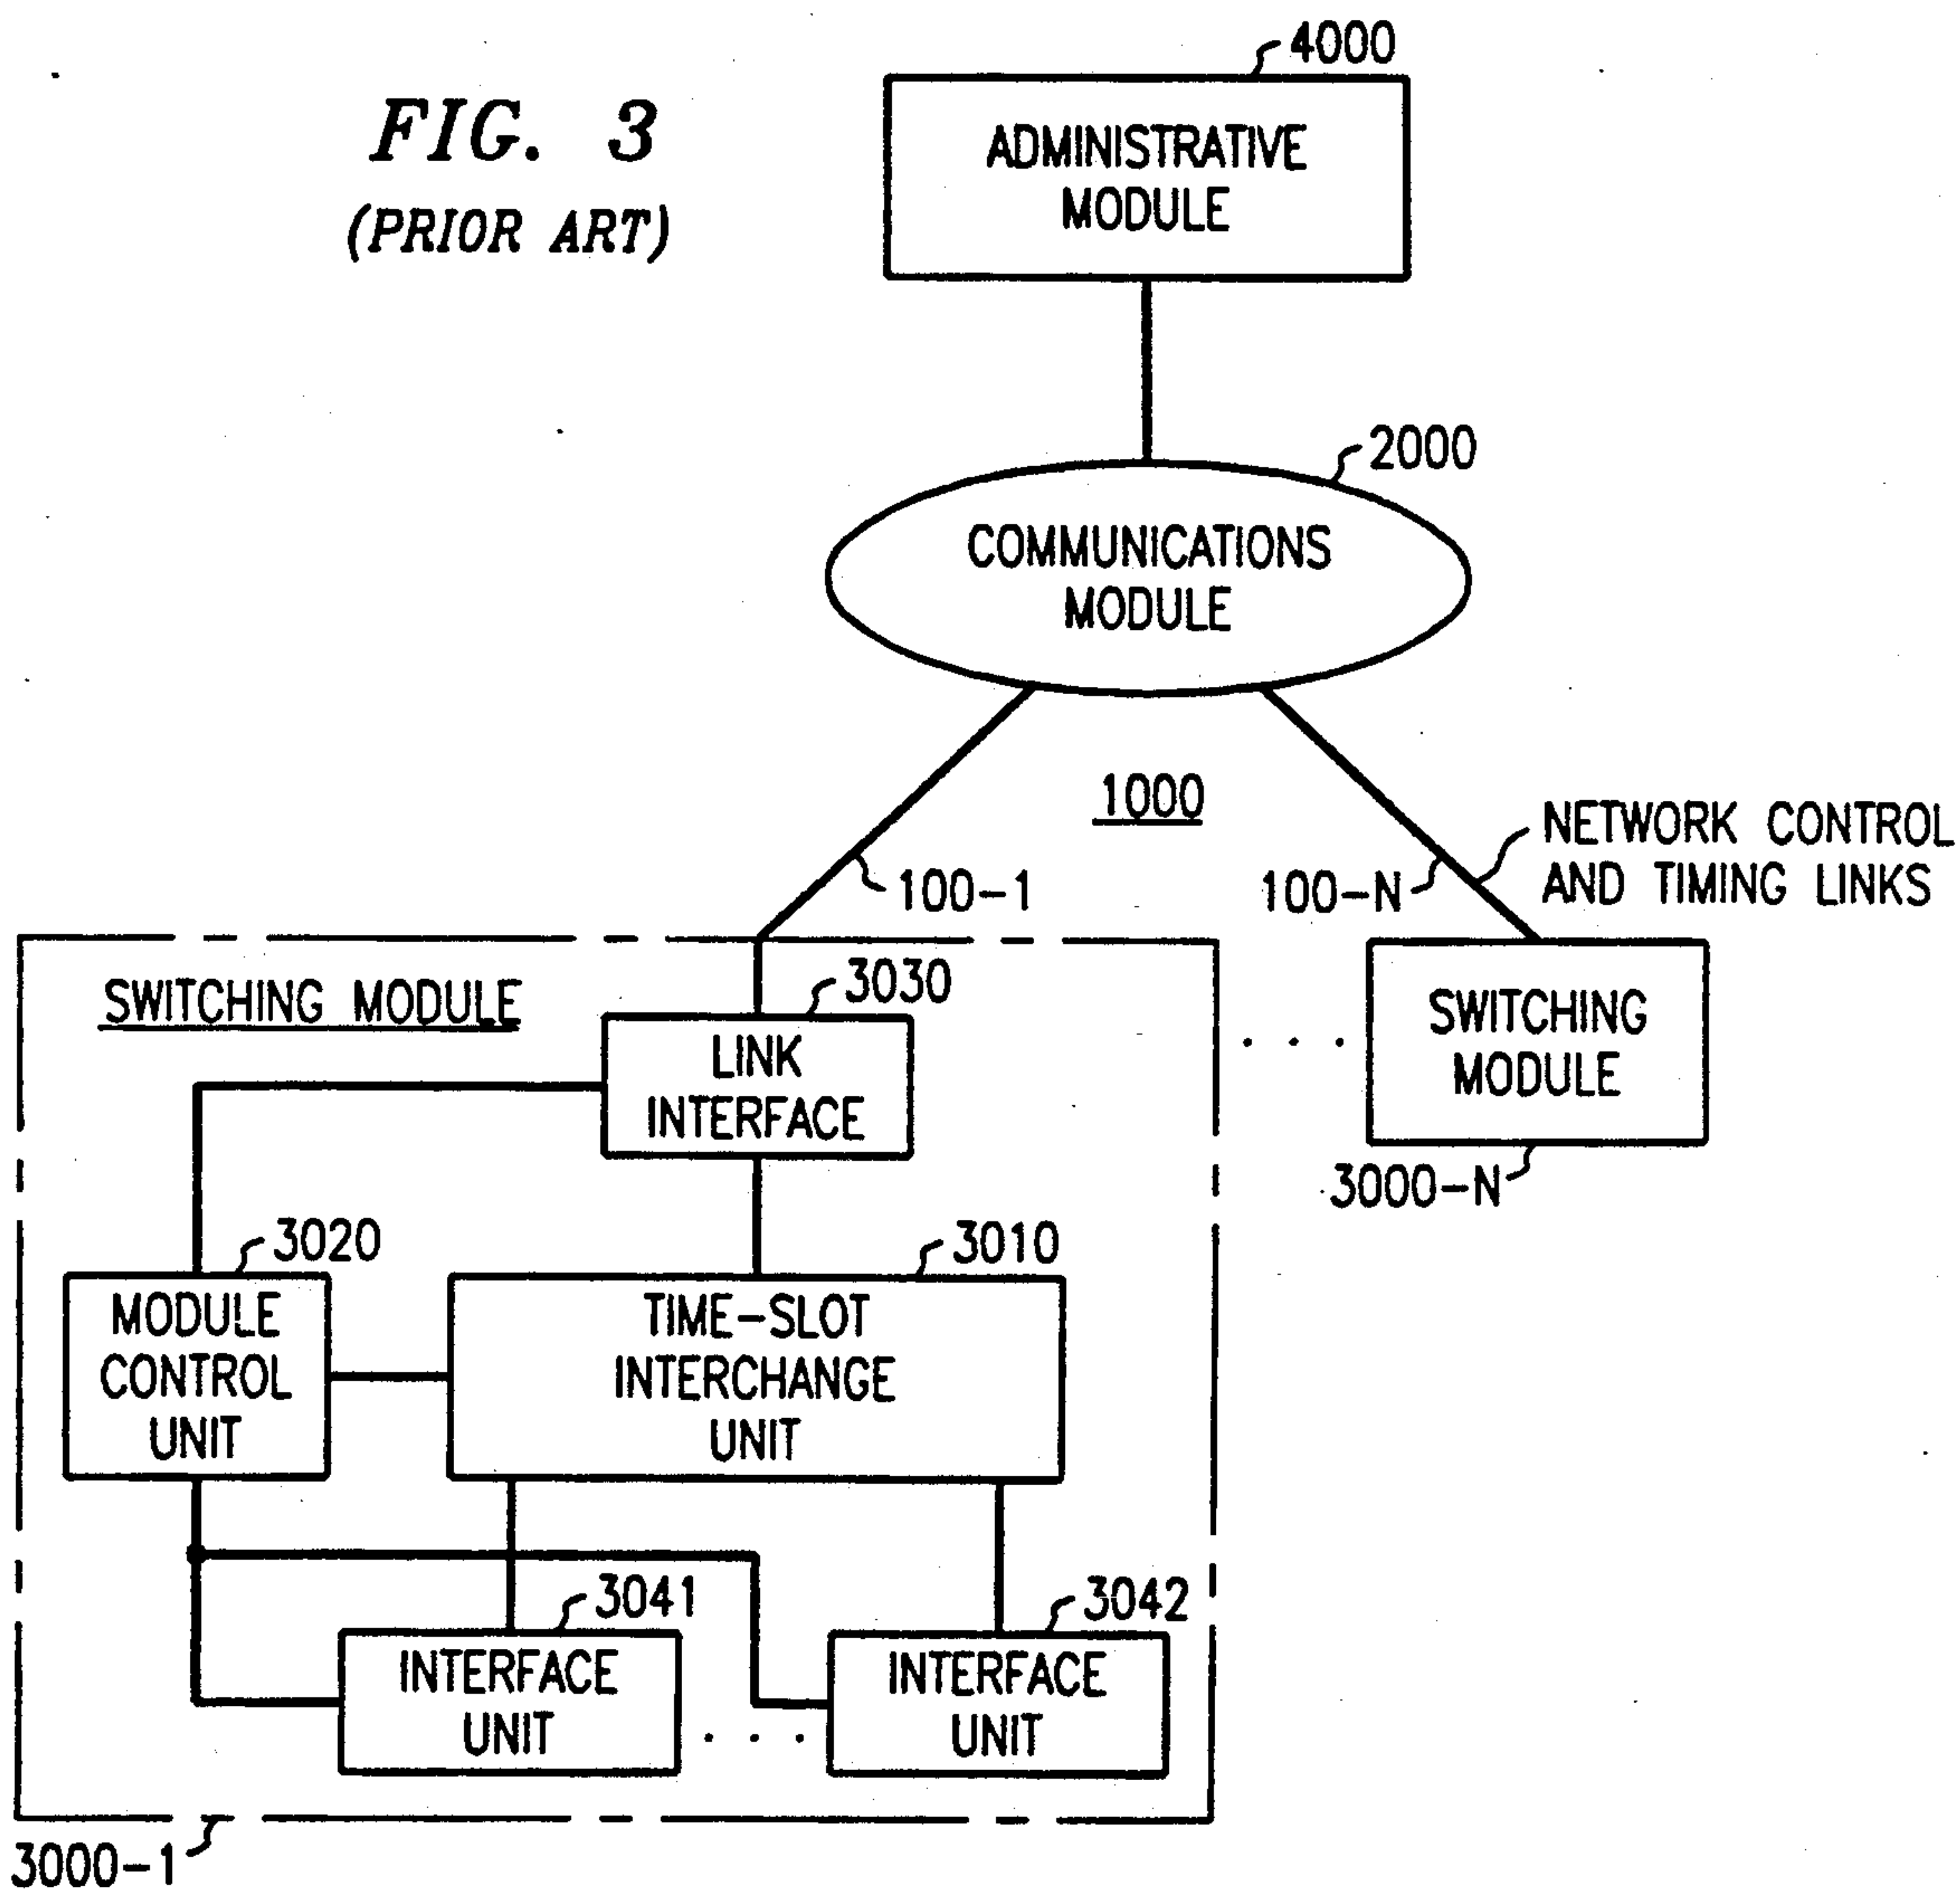 FIG. 3
(PRIOR ART)
4000
ADMINISTRATIVE
MODULE
2000
COMMUNICATIONS
MODULE
1000
100-1
100-N
NETWORK CONTROL
AND TIMING LINKS
SWITCHING MODULE
3030
LINK
INTERFACE
SWITCHING
MODULE
3000-N
3020
MODULE
CONTROL
UNIT
3010
TIME-SLOT
INTERCHANGE
UNIT
3041
INTERFACE
UNIT
. . .
3042
INTERFACE
UNIT
3000-1